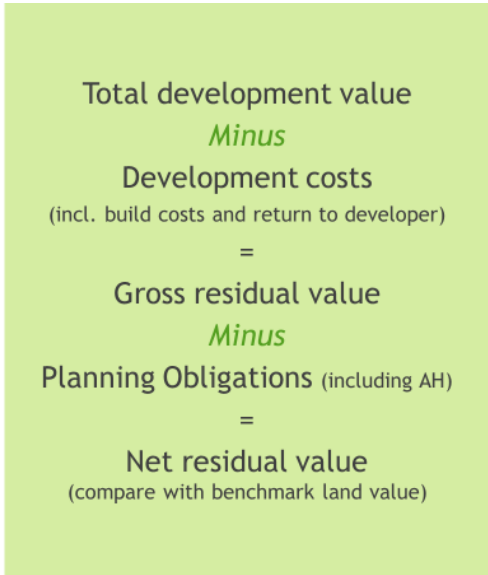 Total development value
Minus
Development costs
(incl. build costs and return to developer)
=
Gross residual value
Minus
Planning Obligations (including AH)
=
Net residual value
(compare with benchmark land value)